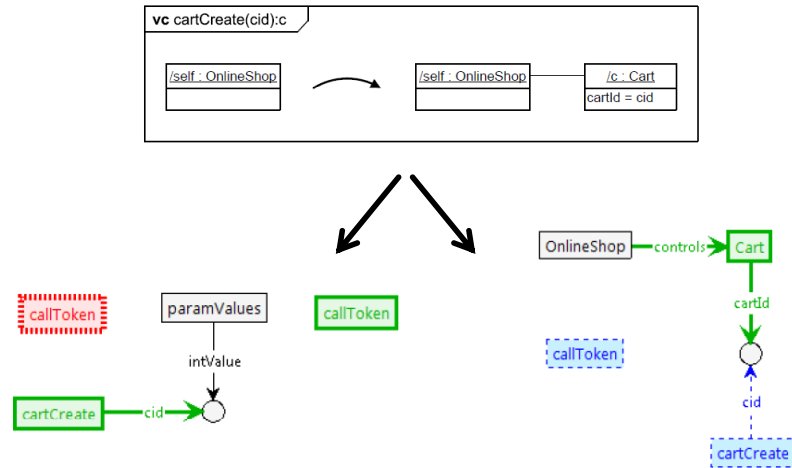 vc cartCreate(cid):c
/self : OnlineShop
/self : OnlineShop
/c : Cart
cartId = cid
OnlineShop
controls
Cart
cartId
callToken
paramValues
callToken
intValue
callToken
cartCreate
cid
cid
cartCreate